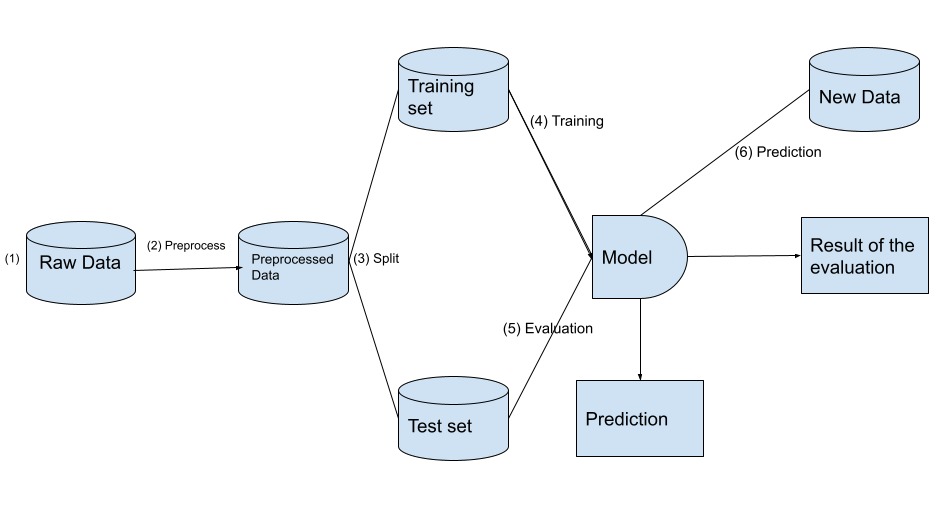 (1)
Raw Data
(2) Preprocess
Preprocessed
Data
(3) Split
Training
set
Test set
(4) Training
(5) Evaluation
Model
New Data
(6) Prediction
Result of the
evaluation
Prediction